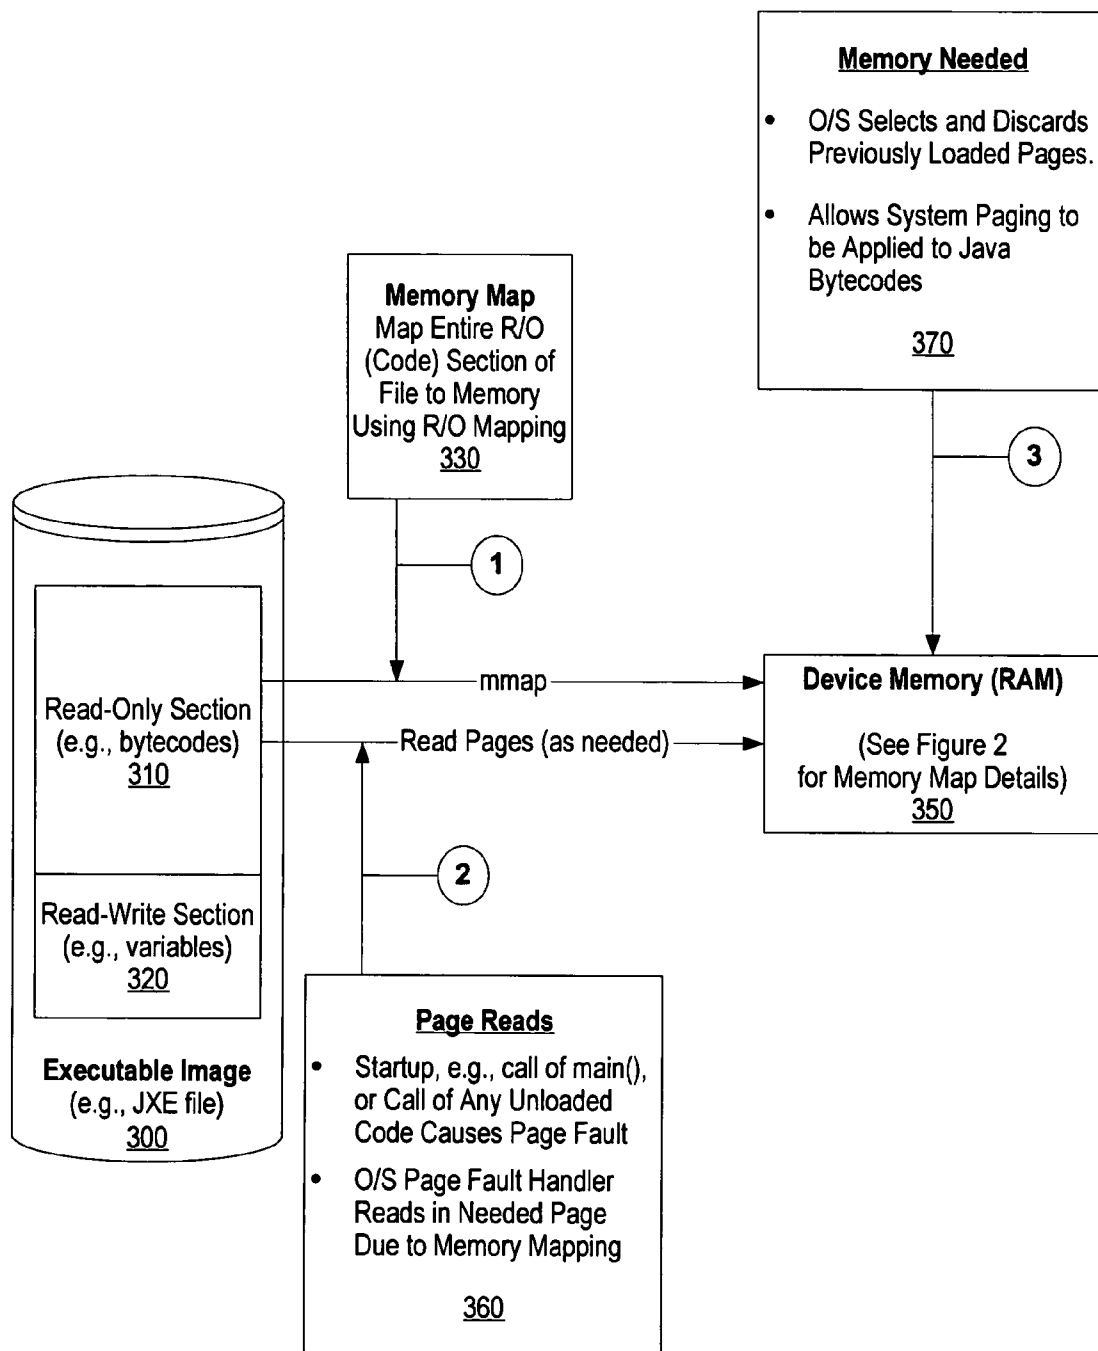 Memory Needed
• O/S Selects and Discards
Previously Loaded Pages.
• Allows System Paging to
be Applied to Java
Bytecodes
370
Memory Map
Map Entire R/O
(Code) Section of
File to Memory
Using R/O Mapping
330
3
1
mmap
Read Pages (as needed)
Device Memory (RAM)
(See Figure 2
for Memory Map Details)
350
Read-Only Section
(e.g., bytecodes)
310
2
Read-Write Section
(e.g., variables)
320
Executable Image
(e.g., JXE file)
300
Page Reads
• Startup, e.g., call of main(),
or Call of Any Unloaded
Code Causes Page Fault
• O/S Page Fault Handler
Reads in Needed Page
Due to Memory Mapping
360